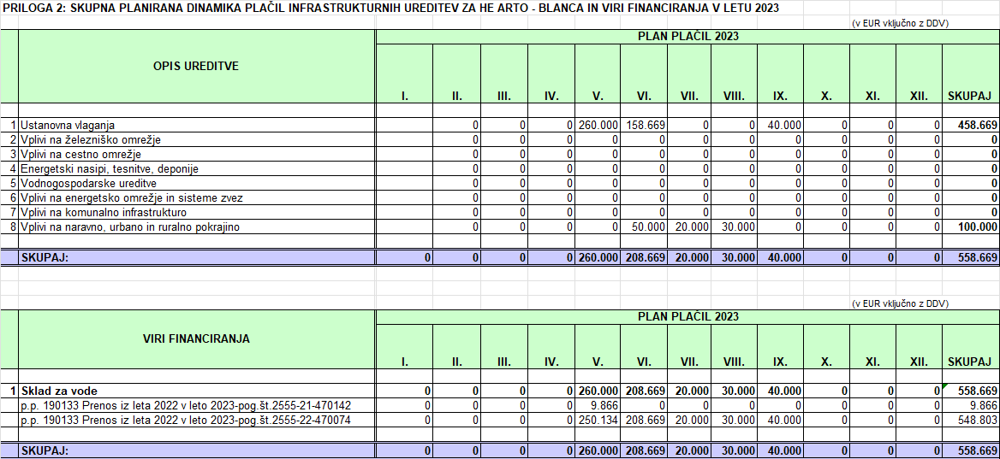 PRILOGA 2: SKUPNA PLANIRANA DINAMIKA PLAČIL INFRASTRUKTURNIH UREDITEV ZA HE ARTO - BLANCA IN VIRI FINANCIRANJA V LETU 2023
(v EUR vključno z DDV)
PLAN PLAČIL 2023
OPIS UREDITVE
I. II. III. IV. V. VI. VII. VIII. IX. X. XI. XII. SKUPAJ
1 Ustanovna vlaganja 0 0 0 260.000 158.669 0 0 40.000 0 0 0 458.669
2 Vplivi na železniško omrežje 0 0 0 0 0 0 0 0 0 0 0 0
3 Vplivi na cestno omrežje 0 0 0 0 0 0 0 0 0 0 0 0
4 Energetski nasipi, tesnitve, deponije 0 0 0 0 0 0 0 0 0 0 0 0
5 Vodnogospodarske ureditve 0 0 0 0 0 0 0 0 0 0 0 0
6 Vplivi na energetsko omrežje in sisteme zvez 0 0 0 0 0 0 0 0 0 0 0 0
7 Vplivi na komunalno infrastrukturo 0 0 0 0 0 0 0 0 0 0 0 0
8 Vplivi na naravno, urbano in ruralno pokrajino 0 0 0 0 50.000 20.000 30.000 0 0 0 0 100.000
SKUPAJ: 0 0 0 0 260.000 208.669 20.000 30.000 40.000 0 0 0 558.669
(v EUR vključno z DDV)
PLAN PLAČIL 2023
VIRI FINANCIRANJA
I. II. III. IV. V. VI. VII. VIII. IX. X. XI. XII. SKUPAJ
1 Sklad za vode 0 0 0 0 260.000 208.669 20.000 30.000 40.000 0 0 0 558.669
p.p. 190133 Prenos iz leta 2022 v leto 2023-pog.št.2555-21-470142 0 0 0 0 9.866 0 0 0 0 0 0 0 9.866
p.p. 190133 Prenos iz leta 2022 v leto 2023-pog.št.2555-22-470074 0 0 0 0 250.134 208.669 20.000 30.000 40.000 0 0 0 548.803
SKUPAJ: 0 0 0 0 260.000 208.669 20.000 30.000 40.000 0 0 0 558.669